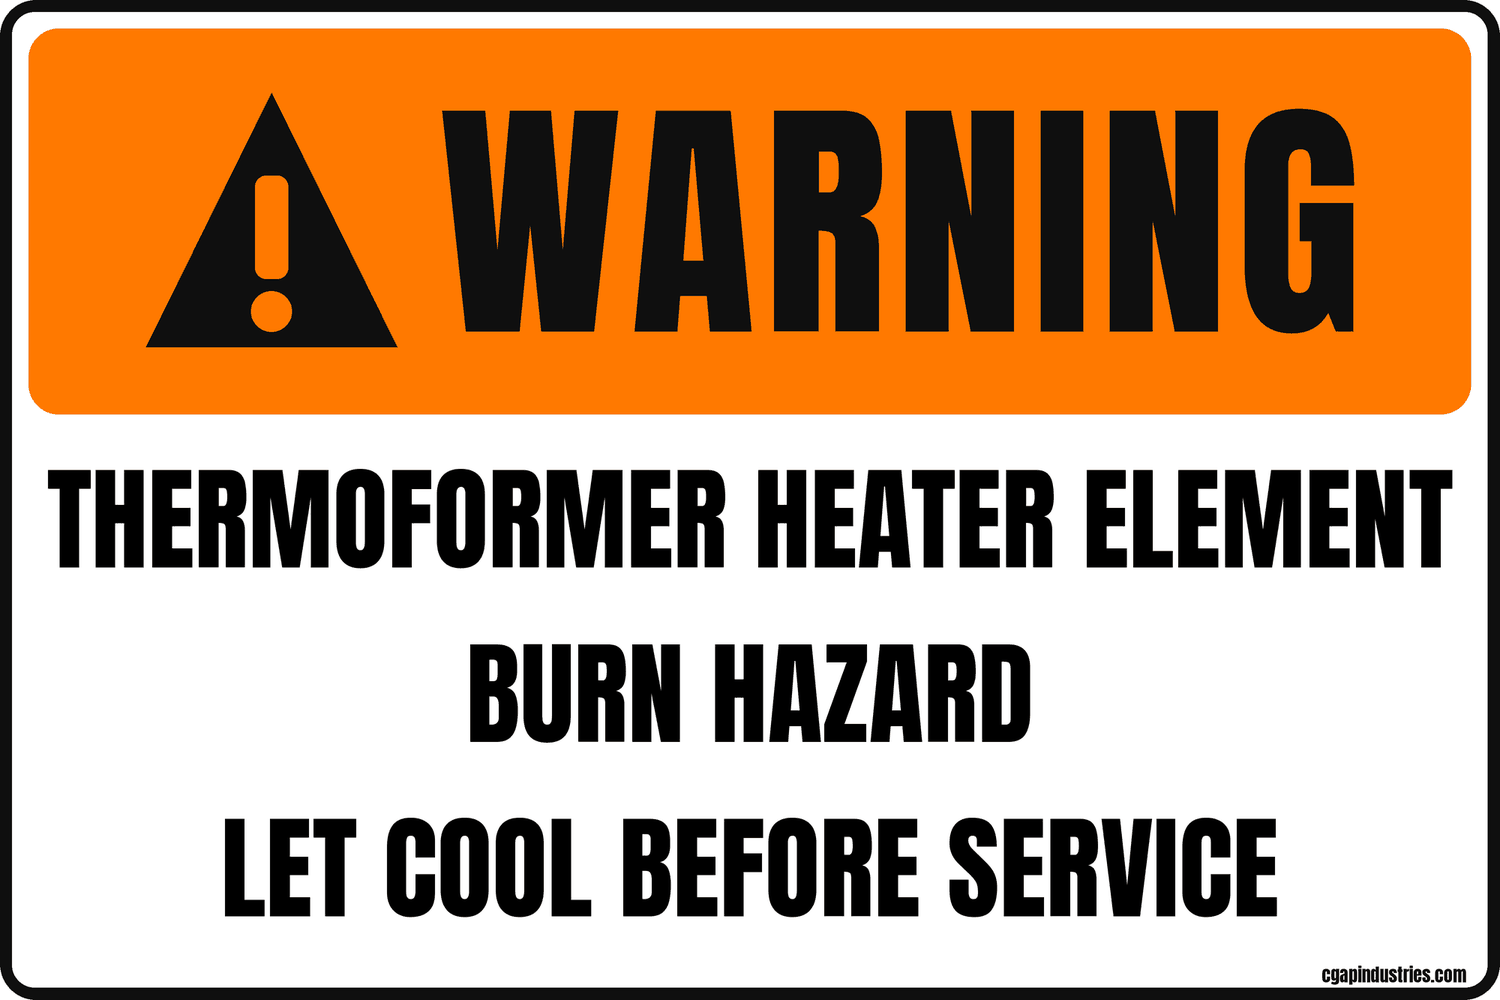 WARNING
THERMOFORMER HEATER ELEMENT
BURN HAZARD
LET COOL BEFORE SERVICE
cgapindustries.com